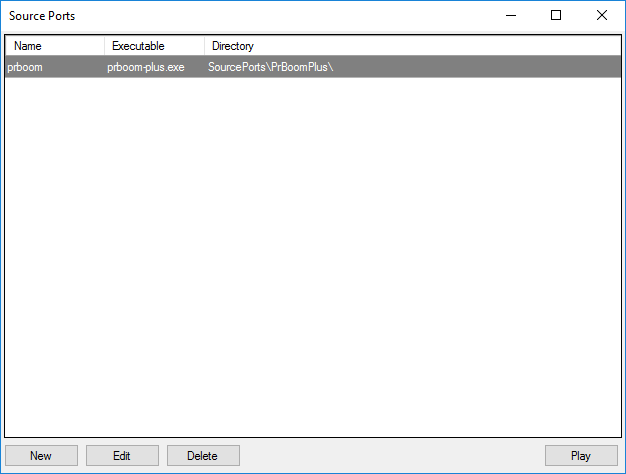 Source Ports
Name Executable Directory
prboom prboom-plus.exe SourcePorts\PrBoomPlus\
New Edit Delete Play